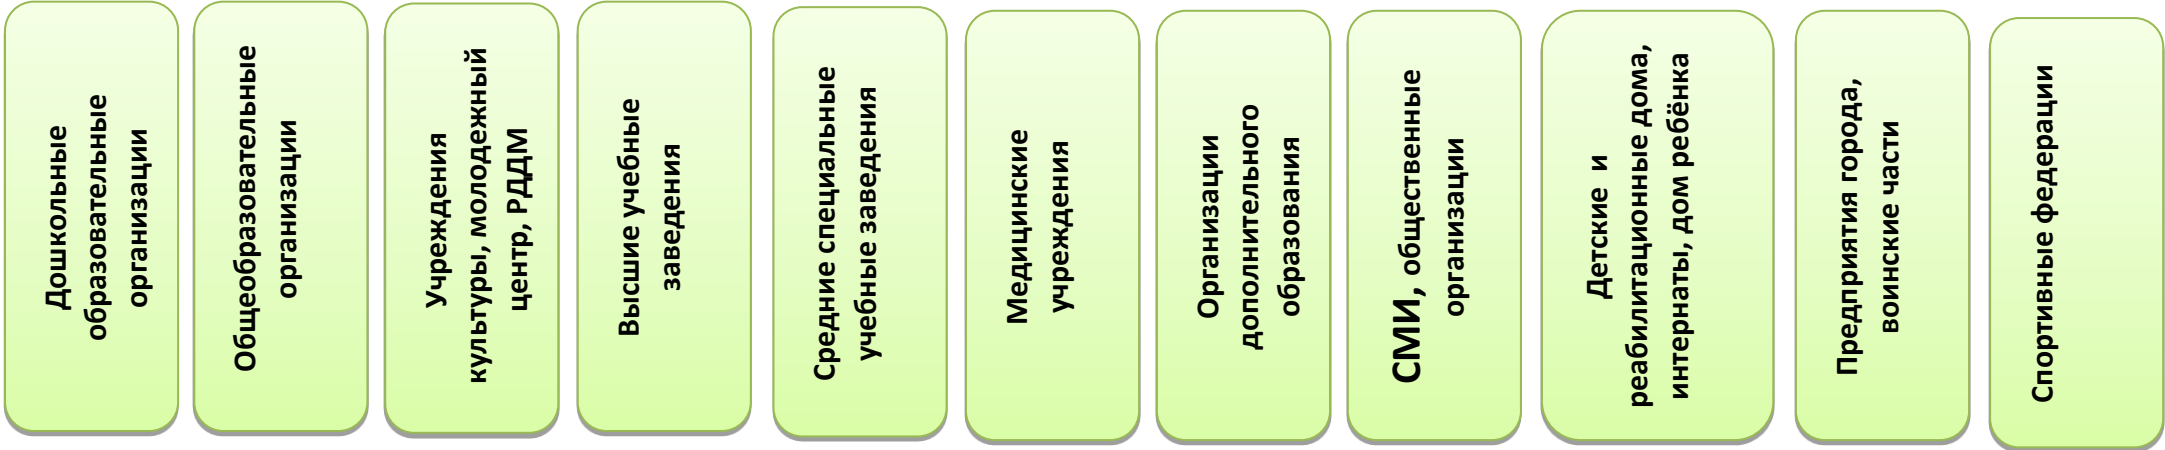 Дошкольные
образовательные
организации
Общеобразовательные
организации
Учреждения
культуры, молодежный
центр, РДДМ
Высшие учебные
заведения
Средние специальные
учебные заведения
Медицинские
учреждения
Организации
дополнительного
образования
СМИ, общественные
организации
Детские и
реабилитационные дома,
интернаты, дом ребёнка
Предприятия города,
воинские части
Спортивные федерации